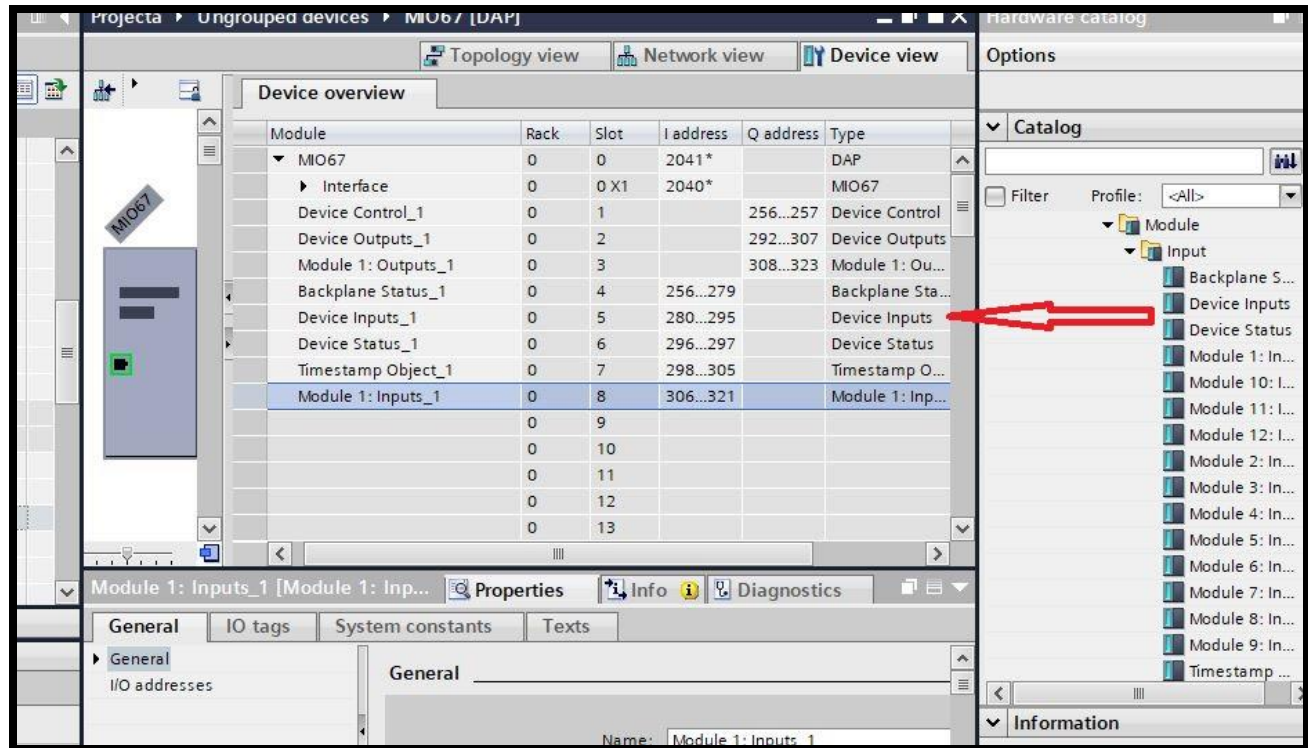 Projecta ▸ Ungrouped devices ▸ MIO67 [DAP]
Topology view Network view Device view
Device overview
Module Rack Slot I address Q address Type
MIO67 0 0 2041* DAP
Interface 0 0 X1 2040* MIO67
Device Control_1 0 1 256...257 Device Control
Device Outputs_1 0 2 292...307 Device Outputs
Module 1: Outputs_1 0 3 308...323 Module 1: Ou...
Backplane Status_1 0 4 256...279 Backplane Sta...
Device Inputs_1 0 5 280...295 Device Inputs
Device Status_1 0 6 296...297 Device Status
Timestamp Object_1 0 7 298...305 Timestamp O...
Module 1: Inputs_1 0 8 306...321 Module 1: Inp...
0 9
0 10
0 11
0 12
0 13
MIO67
Module 1: Inputs_1 [Module 1: Inp... Properties Info Diagnostics
General IO tags System constants Texts
General
I/O addresses
General
Name: Module 1: Inputs_1
Hardware catalog
Options
Catalog
Filter Profile: <All>
Module
Input
Backplane S...
Device Inputs
Device Status
Module 1: In...
Module 10: I...
Module 11: I...
Module 12: I...
Module 2: In...
Module 3: In...
Module 4: In...
Module 5: In...
Module 6: In...
Module 7: In...
Module 8: In...
Module 9: In...
Timestamp ...
Information